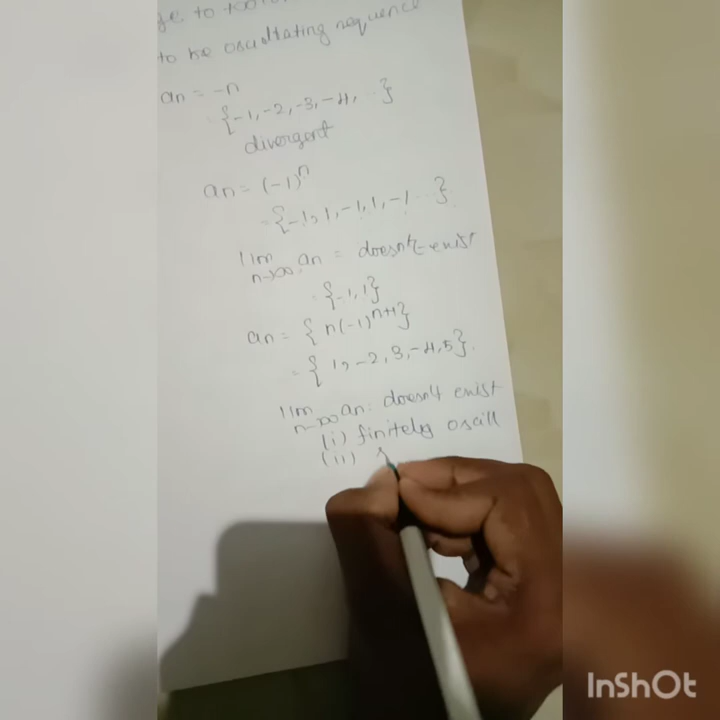 to be oscillating sequence
an = -n
= {-1, -2, -3, -4, ..}
divergent
an = (-1)^n
= {-1, 1, -1, 1, -1 ...}
lim n→∞ an = doesn't exist
= {-1, 1}
an = {n(-1)^n+1}
= {1, -2, 3, -4, 5}.
lim n→∞ an: doesn't exist
(i) finitely oscill
(ii)
InShOt